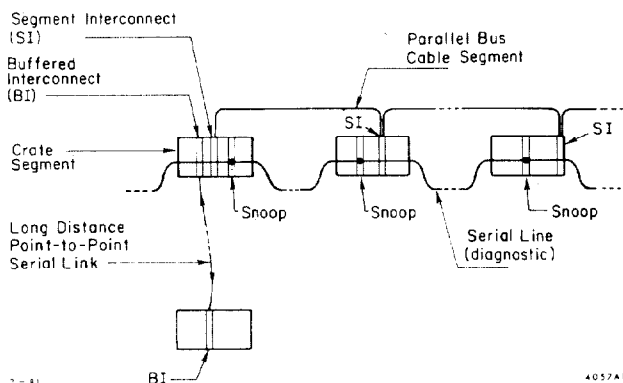 Segment Interconnect
(SI)
Buffered
Interconnect
(BI)
Crate
Segment
Long Distance
Point-to-Point
Serial Link
Parallel Bus
Cable Segment
SI
SI
Snoop
Snoop
Snoop
Serial Line
(diagnostic)
BI
4057A